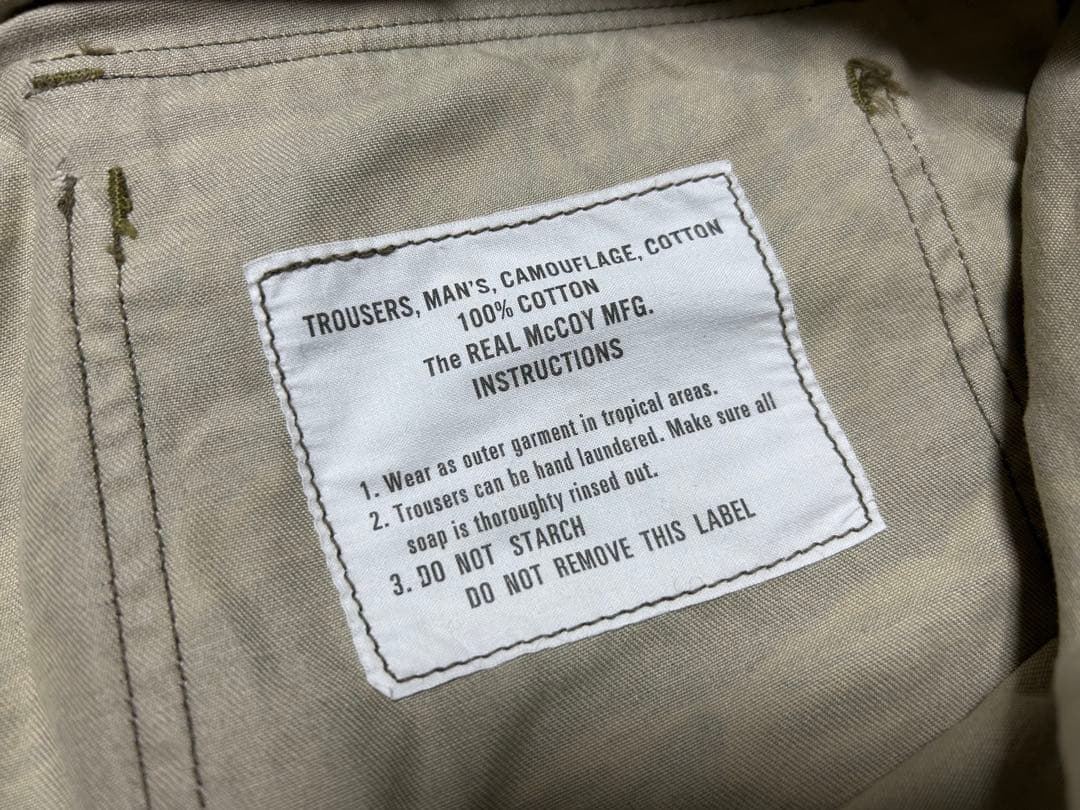 TROUSERS, MAN'S, CAMOUFLAGE, COTTON
100% COTTON
The REAL McCOY MFG.
INSTRUCTIONS
1. Wear as outer garment in tropical areas.
2. Trousers can be hand laundered. Make sure all
soap is thoroughty rinsed out.
3. DO NOT STARCH
DO NOT REMOVE THIS LABEL